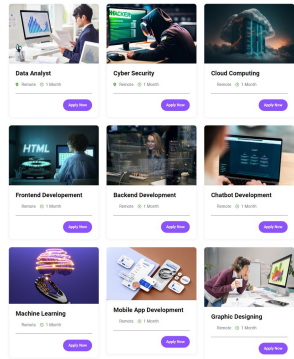 HACKER
Data Analyst
Remote 1 Month
Apply Now
Cyber Security
Remote 1 Month
Apply Now
Cloud Computing
Remote 1 Month
Apply Now
HTML
Frontend Developement
Remote 1 Month
Apply Now
Backend Development
Remote 1 Month
Apply Now
Chatbot Development
Remote 1 Month
Apply Now
Machine Learning
Remote 1 Month
Apply Now
Mobile App Development
Remote 1 Month
Apply Now
Graphic Designing
Remote 1 Month
Apply Now